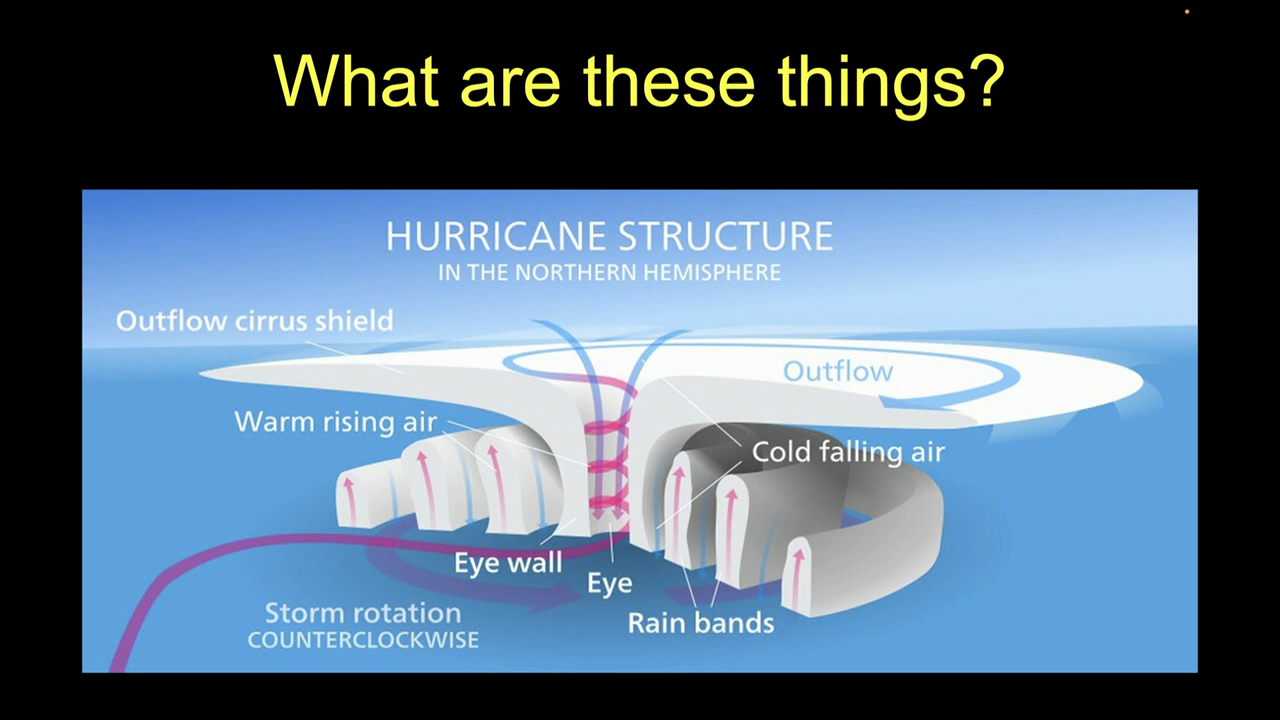 What are these things?
HURRICANE STRUCTURE
IN THE NORTHERN HEMISPHERE
Outflow cirrus shield
Outflow
Warm rising air
Cold falling air
Eye wall
Eye
Rain bands
Storm rotation
COUNTERCLOCKWISE